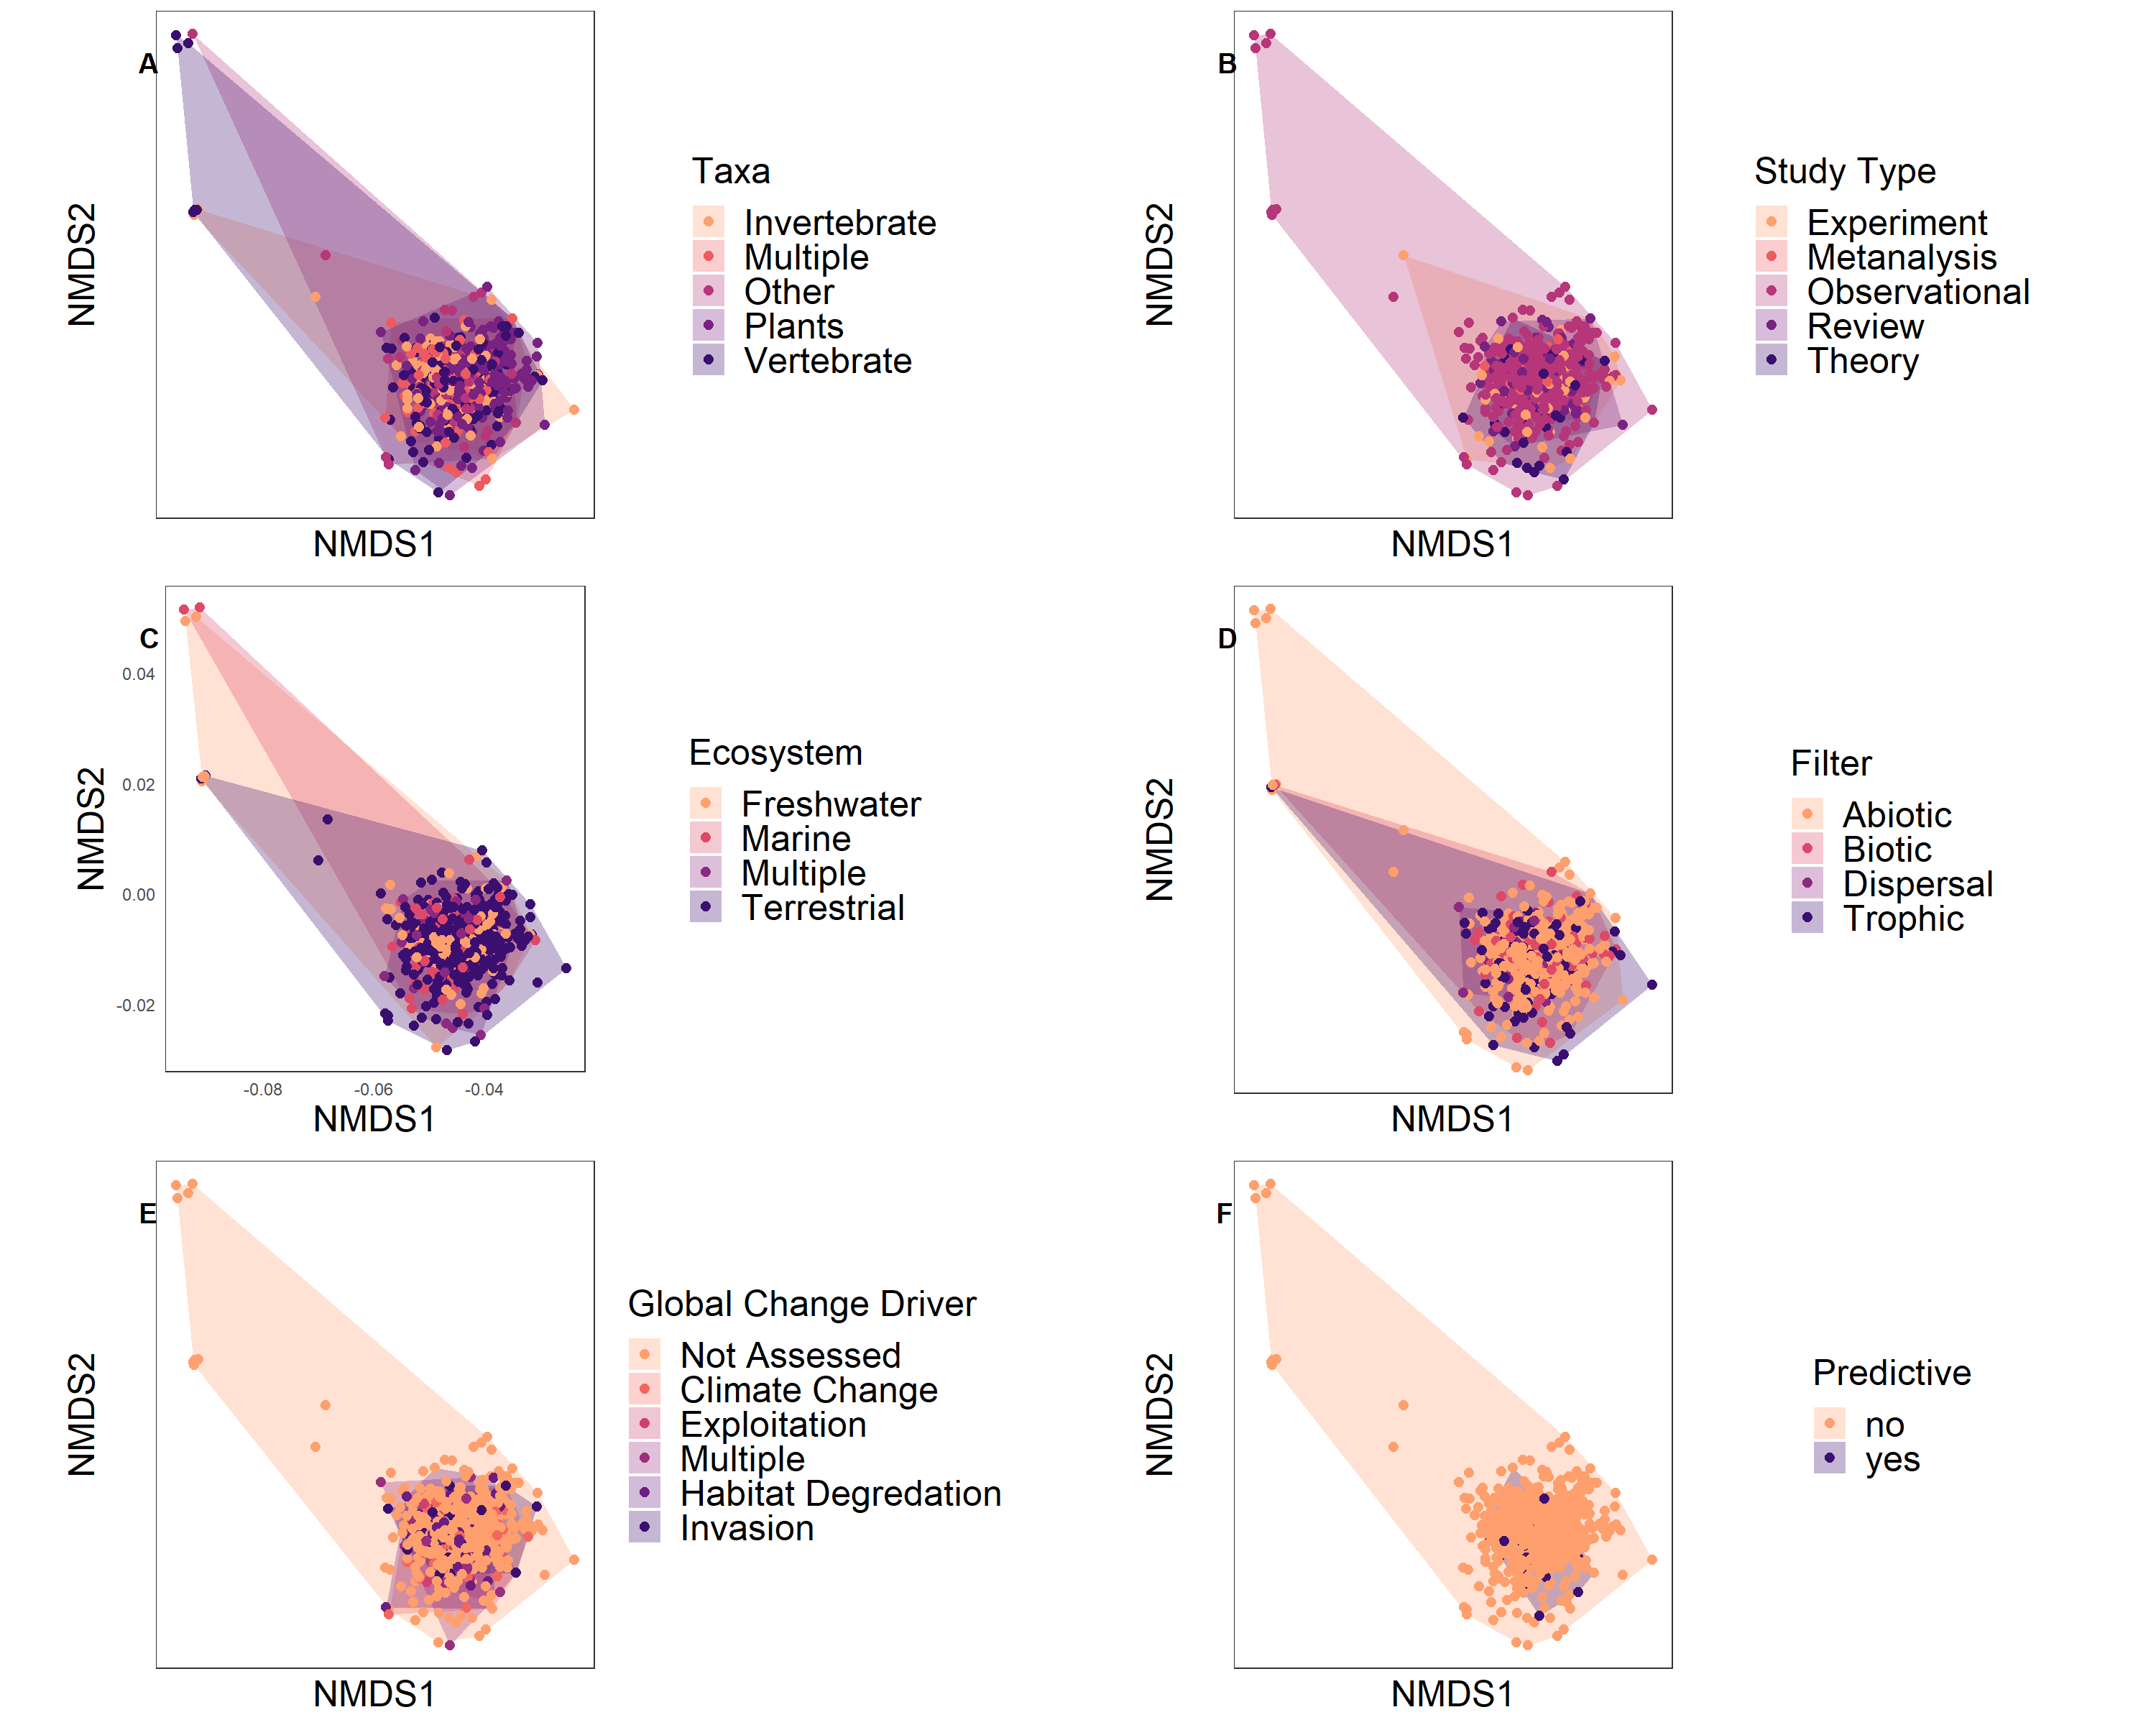 A
NMDS2
NMDS1
Taxa
Invertebrate
Multiple
Other
Plants
Vertebrate
B
NMDS2
NMDS1
Study Type
Experiment
Metanalysis
Observational
Review
Theory
C
NMDS2
0.04
0.02
0.00
-0.02
-0.08 -0.06 -0.04
NMDS1
Ecosystem
Freshwater
Marine
Multiple
Terrestrial
D
NMDS2
NMDS1
Filter
Abiotic
Biotic
Dispersal
Trophic
E
NMDS2
NMDS1
Global Change Driver
Not Assessed
Climate Change
Exploitation
Multiple
Habitat Degredation
Invasion
F
NMDS2
NMDS1
Predictive
no
yes